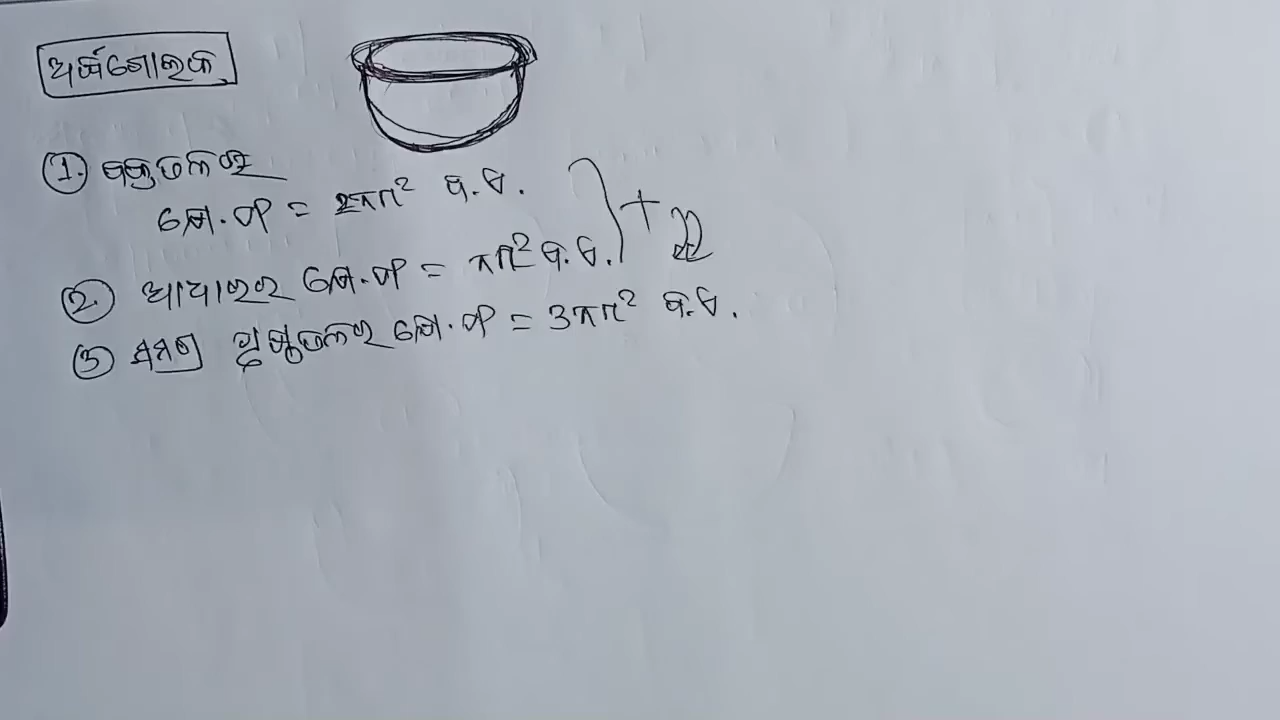 ଅର୍ଦ୍ଧଗୋଲକ
1. ବକ୍ରତଳର
କ୍ଷେ.ଫ = 2πr² ବ.ଏ.
2. ଆଧାରର କ୍ଷେ.ଫ = πr² ବ.ଏ. +
3 ସମଗ୍ର ପୃଷ୍ଠତଳର କ୍ଷେ.ଫ = 3πr² ବ.ଏ.